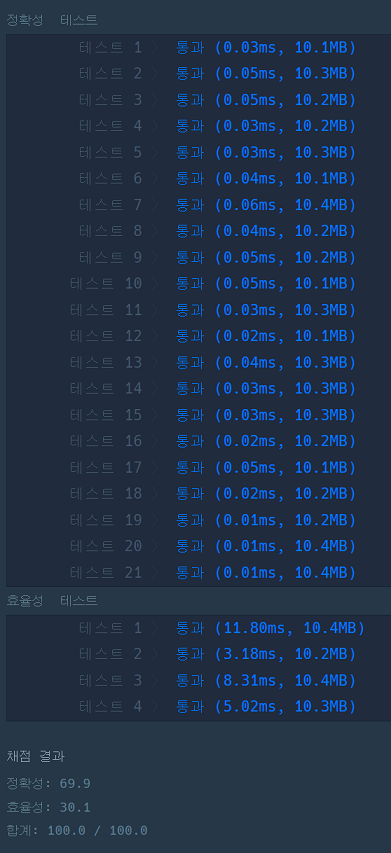 정확성 테스트
테스트 1 〉 통과 (0.03ms, 10.1MB)
테스트 2 〉 통과 (0.05ms, 10.3MB)
테스트 3 〉 통과 (0.05ms, 10.2MB)
테스트 4 〉 통과 (0.03ms, 10.2MB)
테스트 5 〉 통과 (0.03ms, 10.3MB)
테스트 6 〉 통과 (0.04ms, 10.1MB)
테스트 7 〉 통과 (0.06ms, 10.4MB)
테스트 8 〉 통과 (0.04ms, 10.2MB)
테스트 9 〉 통과 (0.05ms, 10.2MB)
테스트 10 〉 통과 (0.05ms, 10.1MB)
테스트 11 〉 통과 (0.03ms, 10.3MB)
테스트 12 〉 통과 (0.02ms, 10.1MB)
테스트 13 〉 통과 (0.04ms, 10.3MB)
테스트 14 〉 통과 (0.03ms, 10.3MB)
테스트 15 〉 통과 (0.03ms, 10.3MB)
테스트 16 〉 통과 (0.02ms, 10.2MB)
테스트 17 〉 통과 (0.05ms, 10.1MB)
테스트 18 〉 통과 (0.02ms, 10.2MB)
테스트 19 〉 통과 (0.01ms, 10.2MB)
테스트 20 〉 통과 (0.01ms, 10.4MB)
테스트 21 〉 통과 (0.01ms, 10.4MB)
효율성 테스트
테스트 1 〉 통과 (11.80ms, 10.4MB)
테스트 2 〉 통과 (3.18ms, 10.2MB)
테스트 3 〉 통과 (8.31ms, 10.4MB)
테스트 4 〉 통과 (5.02ms, 10.3MB)
채점 결과
정확성: 69.9
효율성: 30.1
합계: 100.0 / 100.0